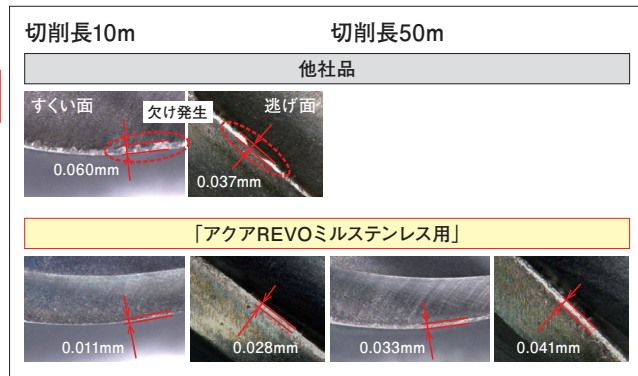 切削長10m
切削長50m
他社品
すくい面
欠け発生
逃げ面
0.060mm
0.037mm
「アクアREVOミルステンレス用」
0.011mm
0.028mm
0.033mm
0.041mm